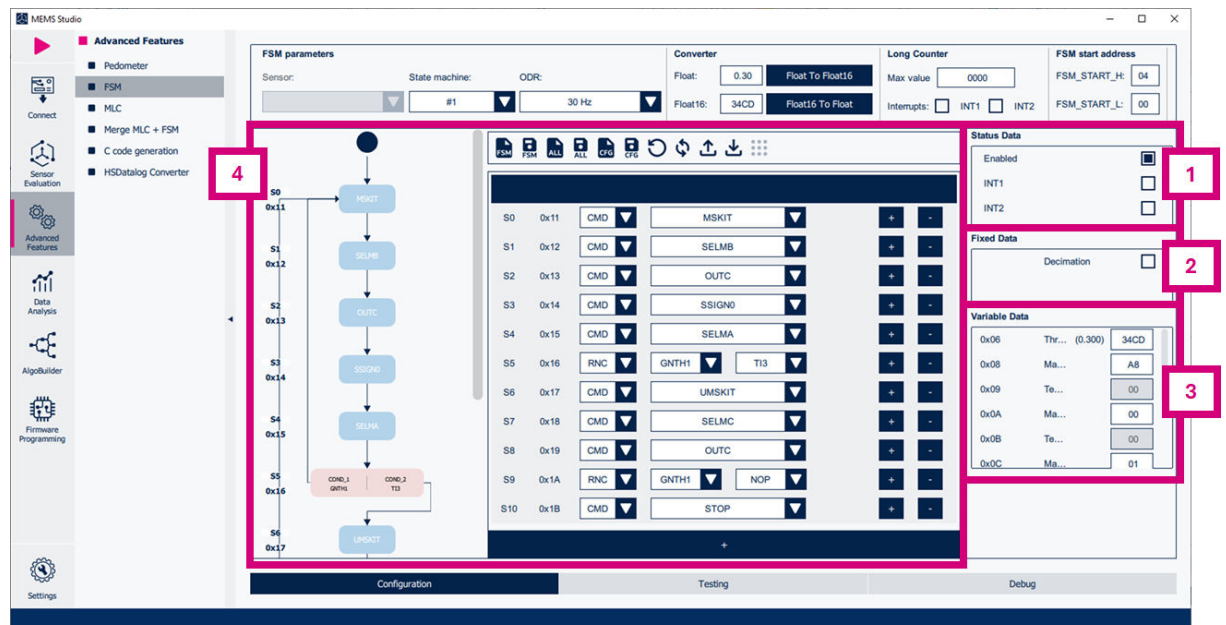 MEMS Studio
Connect
Sensor
Evaluation
Advanced
Features
Data
Analysis
AlgoBuilder
Firmware
Programming
Settings
Advanced Features
Pedometer
FSM
MLC
Merge MLC + FSM
C code generation
HSDatalog Converter
FSM parameters
Sensor: State machine: ODR:
#1 30 Hz
Converter
Float: 0.30 Float To Float16
Float16: 34CD Float16 To Float
Long Counter
Max value 0000
Interrupts: INT1 INT2
FSM start address
FSM_START_H: 04
FSM_START_L: 00
4
S0
0x11
MSKIT
S1
0x12
SELMB
S2
0x13
OUTC
S3
0x14
SSIGN0
S4
0x15
SELMA
S5
0x16
COND_1 COND_2
GNTH1 TI3
S6
0x17
UMSKIT
FSM FSM ALL ALL CFG CFG
S0 0x11 CMD MSKIT + -
S1 0x12 CMD SELMB + -
S2 0x13 CMD OUTC + -
S3 0x14 CMD SSIGN0 + -
S4 0x15 CMD SELMA + -
S5 0x16 RNC GNTH1 TI3 + -
S6 0x17 CMD UMSKIT + -
S7 0x18 CMD SELMC + -
S8 0x19 CMD OUTC + -
S9 0x1A RNC GNTH1 NOP + -
S10 0x1B CMD STOP + -
+
Status Data
Enabled
INT1
INT2
1
Fixed Data
Decimation
2
Variable Data
0x06 Thr... (0.300) 34CD
0x08 Ma... A8
0x09 Te... 00
0x0A Ma... 00
0x0B Te... 00
0x0C Ma... 01
3
Configuration Testing Debug